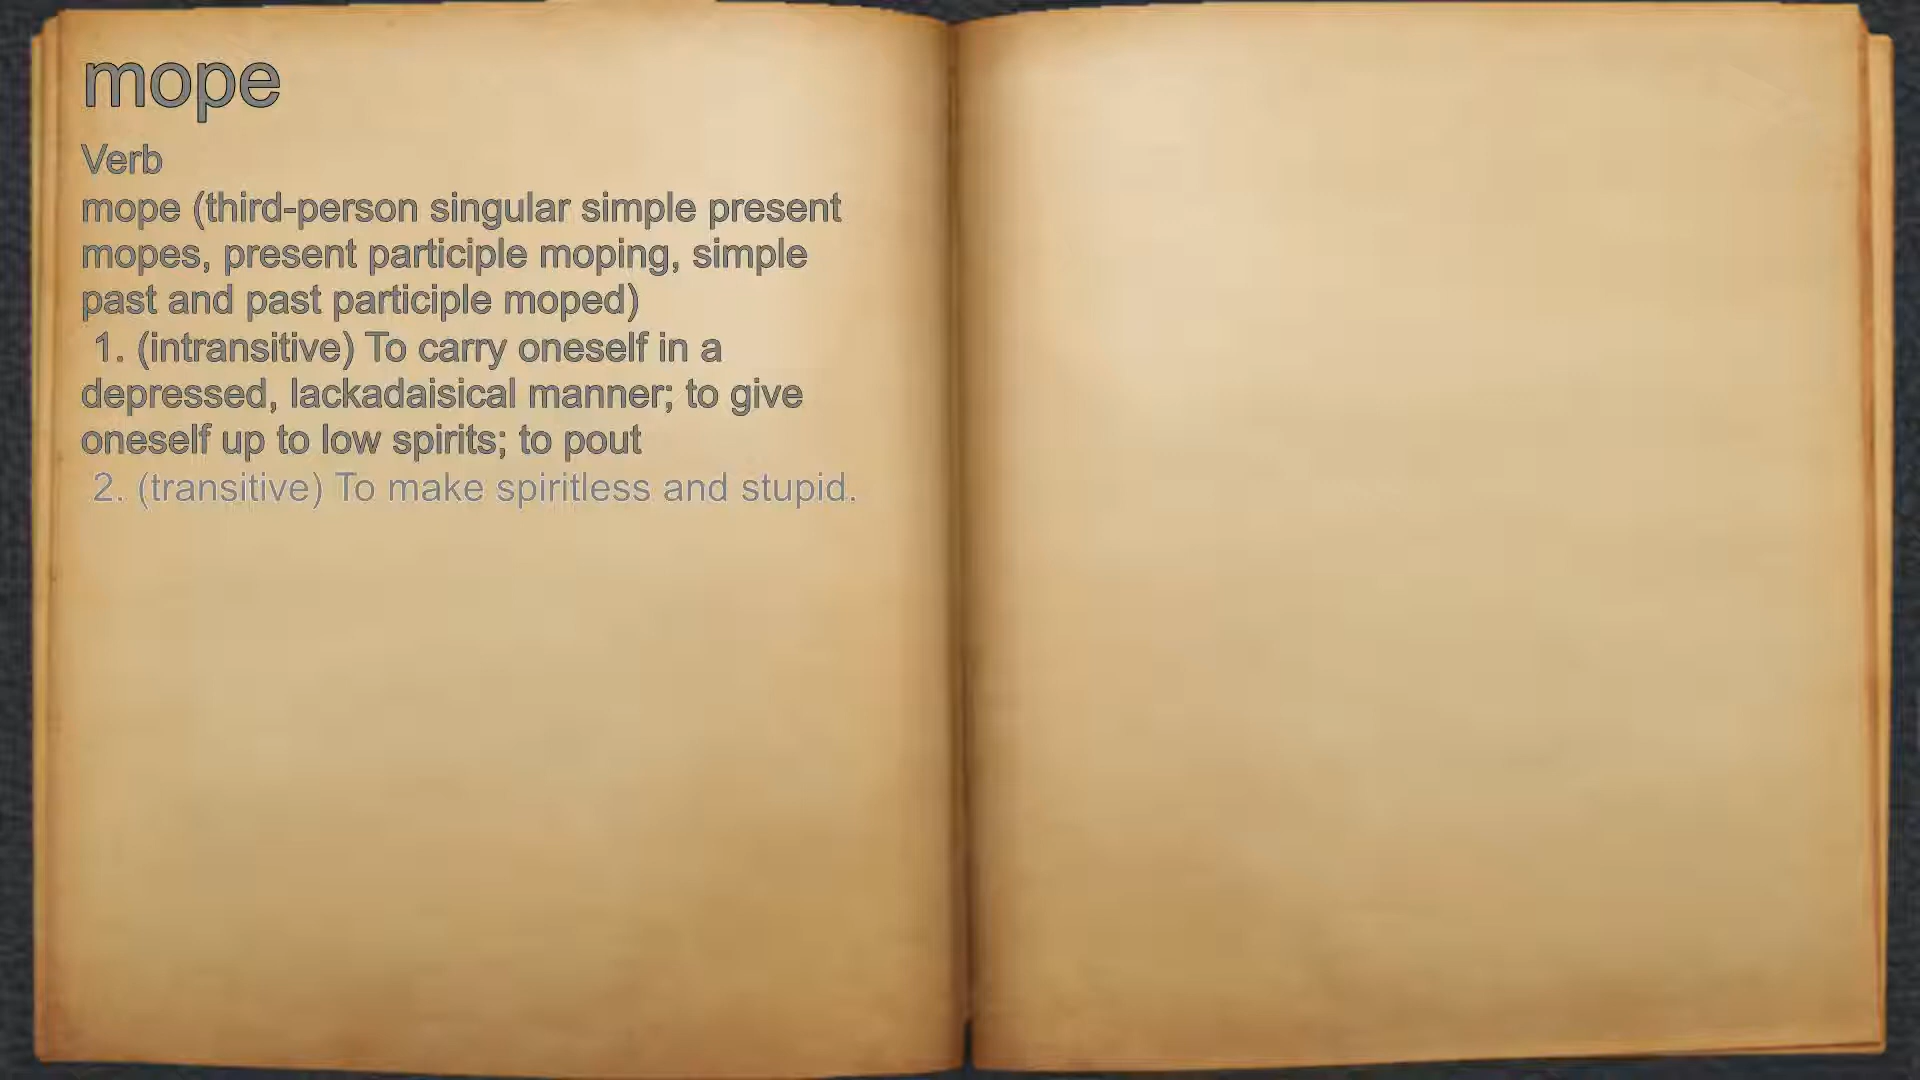 mope
Verb
mope (third-person singular simple present
mopes, present participle moping, simple
past and past participle moped)
1. (intransitive) To carry oneself in a
depressed, lackadaisical manner; to give
oneself up to low spirits; to pout
2. (transitive) To make spiritless and stupid.